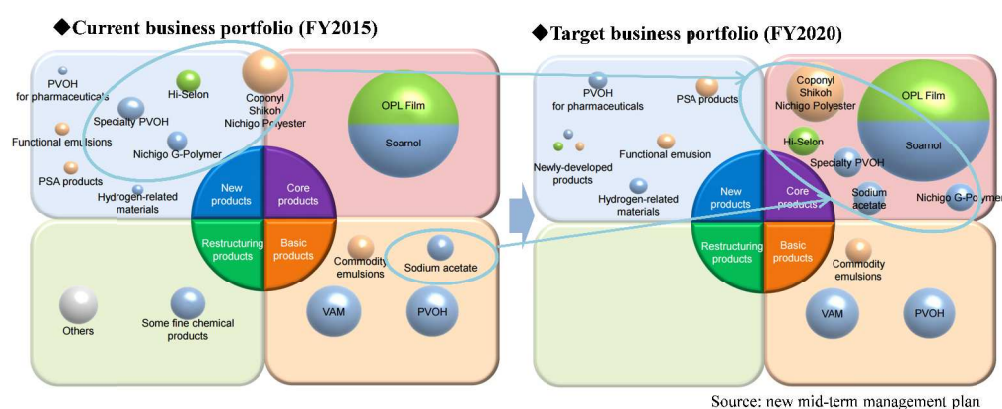 ◆Current business portfolio (FY2015)
PVOH
for pharmaceuticals
Hi-Selon
Specialty PVOH
Functional emulsions
Nichigo G-Polymer
PSA products
Hydrogen-related
materials
Coponyl
Shikoh
Nichigo Polyester
OPL Film
Soarnol
New
products
Core
products
Restructuring
products
Basic
products
Others
Some fine chemical
products
Commodity
emulsions
Sodium acetate
VAM
PVOH
◆Target business portfolio (FY2020)
PVOH
for pharmaceuticals
PSA products
Newly-developed
products
Functional emusion
Hydrogen-related
materials
Coponyl
Shikoh
Nichigo Polyester
OPL Film
Soarnol
Hi-Selon
Specialty PVOH
Sodium
acetate
Nichigo G-Polymer
New
products
Core
products
Restructuring
products
Basic
products
Commodity
emulsions
VAM
PVOH
Source: new mid-term management plan